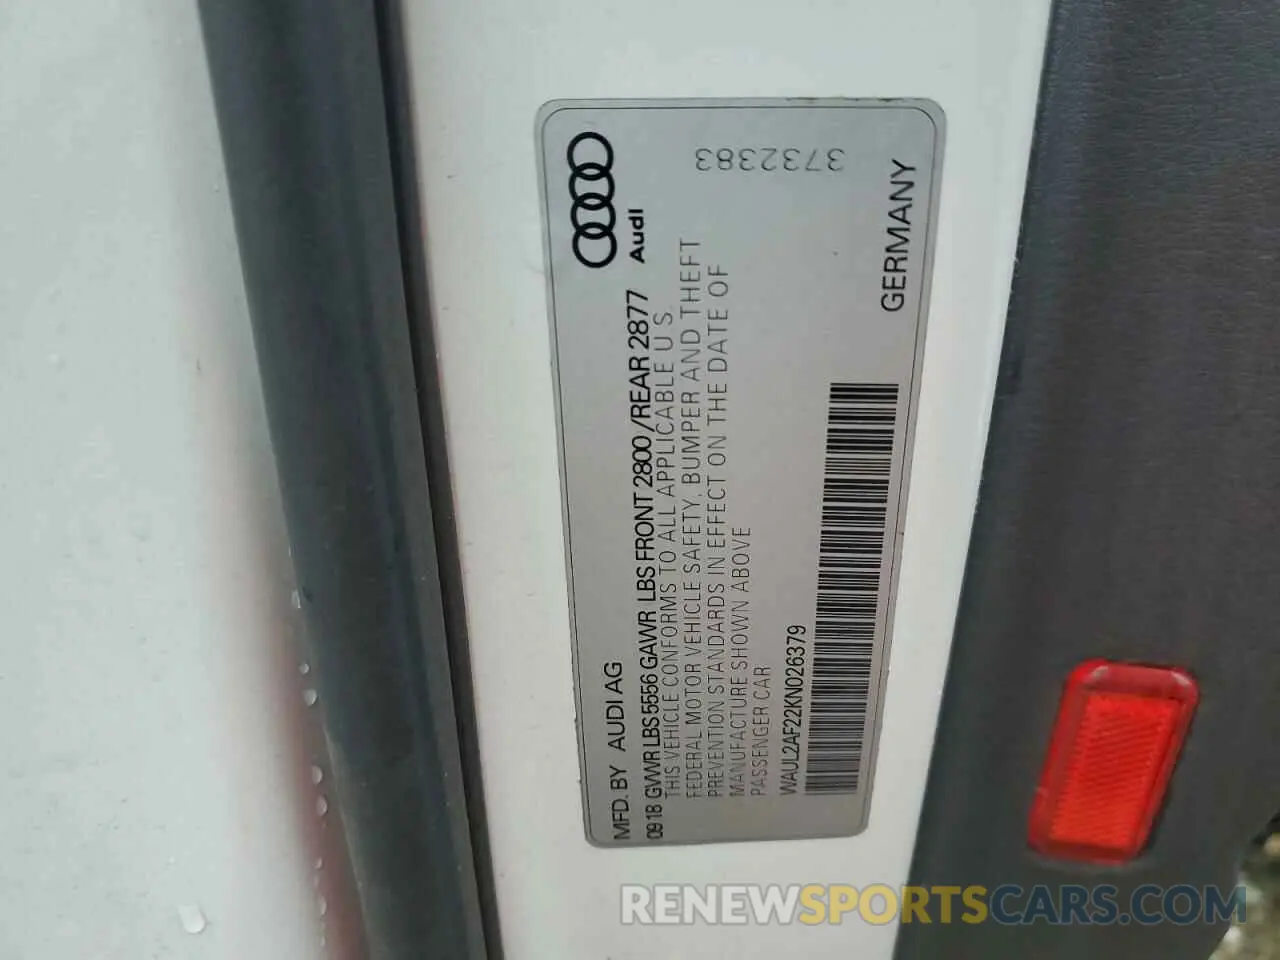 MFD. BY AUDI AG
Audi
0918 GVWR LBS 5556 GAWR LBS FRONT 2800 /REAR 2877
THIS VEHICLE CONFORMS TO ALL APPLICABLE U S.
FEDERAL MOTOR VEHICLE SAFETY, BUMPER AND THEFT
PREVENTION STANDARDS IN EFFECT ON THE DATE OF
MANUFACTURE SHOWN ABOVE
PASSENGER CAR
3732383
WAUL2AF22KN026379
GERMANY
RENEWSPORTSCARS.COM